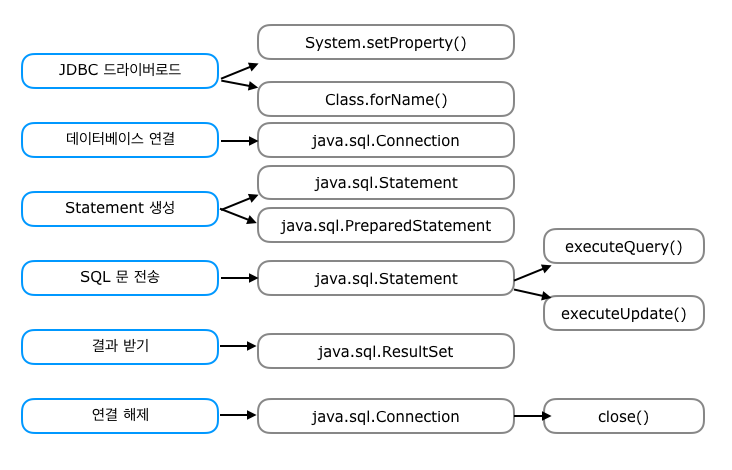 System.setProperty()
JDBC 드라이버로드
Class.forName()
데이터베이스 연결
java.sql.Connection
java.sql.Statement
Statement 생성
java.sql.PreparedStatement
executeQuery()
SQL 문 전송
java.sql.Statement
executeUpdate()
결과 받기
java.sql.ResultSet
연결 해제
java.sql.Connection
close()